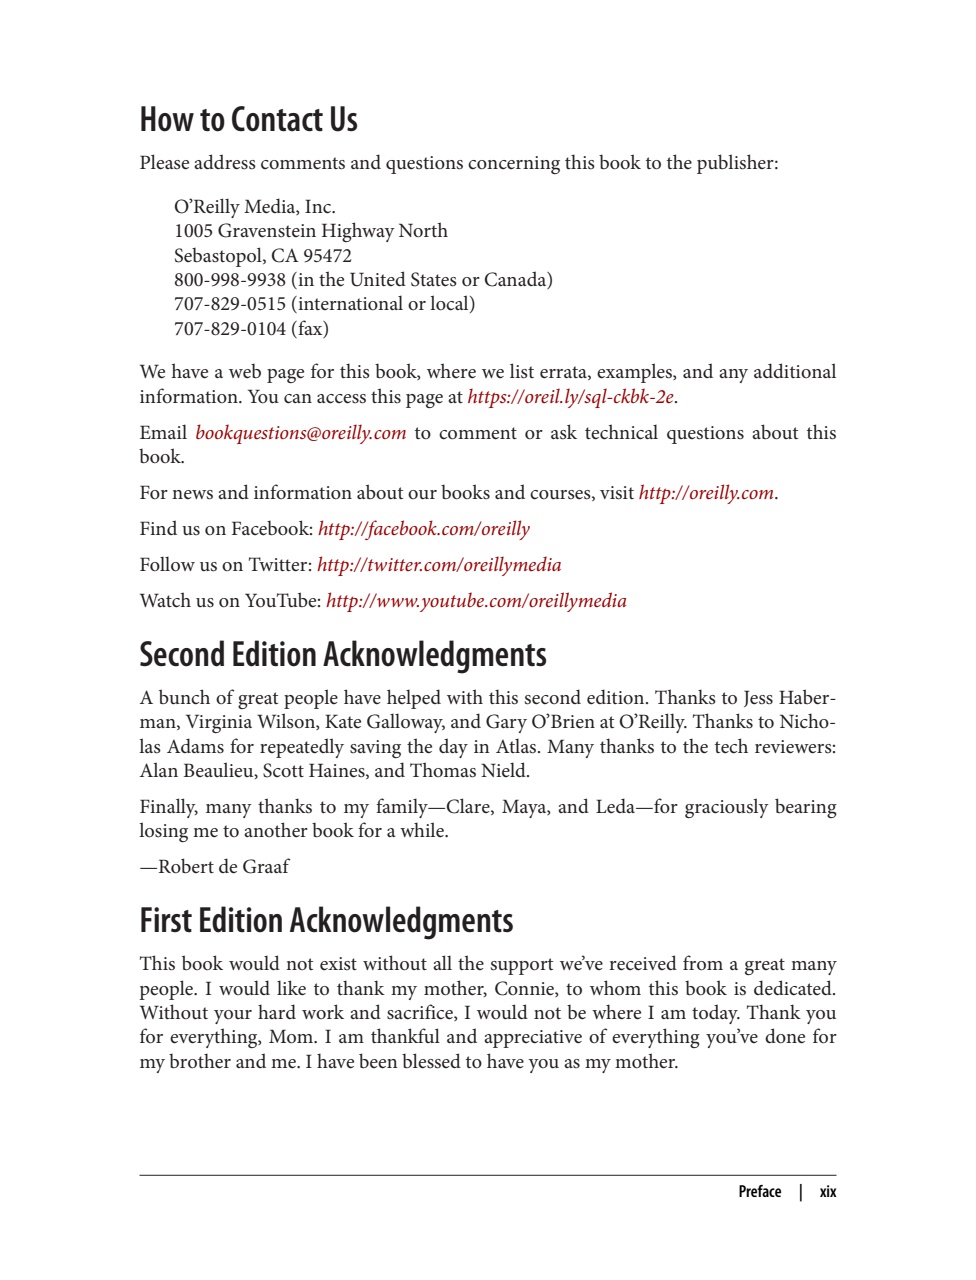 How to Contact Us
Please address comments and questions concerning this book to the publisher:
O’Reilly Media, Inc.
1005 Gravenstein Highway North
Sebastopol, CA 95472
800-998-9938 (in the United States or Canada)
707-829-0515 (international or local)
707-829-0104 (fax)
We have a web page for this book, where we list errata, examples, and any additional
information. You can access this page at https://oreil.ly/sql-ckbk-2e.
Email bookquestions@oreilly.com to comment or ask technical questions about this
book.
For news and information about our books and courses, visit http://oreilly.com.
Find us on Facebook: http://facebook.com/oreilly
Follow us on Twitter: http://twitter.com/oreillymedia
Watch us on YouTube: http://www.youtube.com/oreillymedia
Second Edition Acknowledgments
A bunch of great people have helped with this second edition. Thanks to Jess Haber-
man, Virginia Wilson, Kate Galloway, and Gary O’Brien at O’Reilly. Thanks to Nicho-
las Adams for repeatedly saving the day in Atlas. Many thanks to the tech reviewers:
Alan Beaulieu, Scott Haines, and Thomas Nield.
Finally, many thanks to my family—Clare, Maya, and Leda—for graciously bearing
losing me to another book for a while.
—Robert de Graaf
First Edition Acknowledgments
This book would not exist without all the support we’ve received from a great many
people. I would like to thank my mother, Connie, to whom this book is dedicated.
Without your hard work and sacrifice, I would not be where I am today. Thank you
for everything, Mom. I am thankful and appreciative of everything you’ve done for
my brother and me. I have been blessed to have you as my mother.
Preface | xix